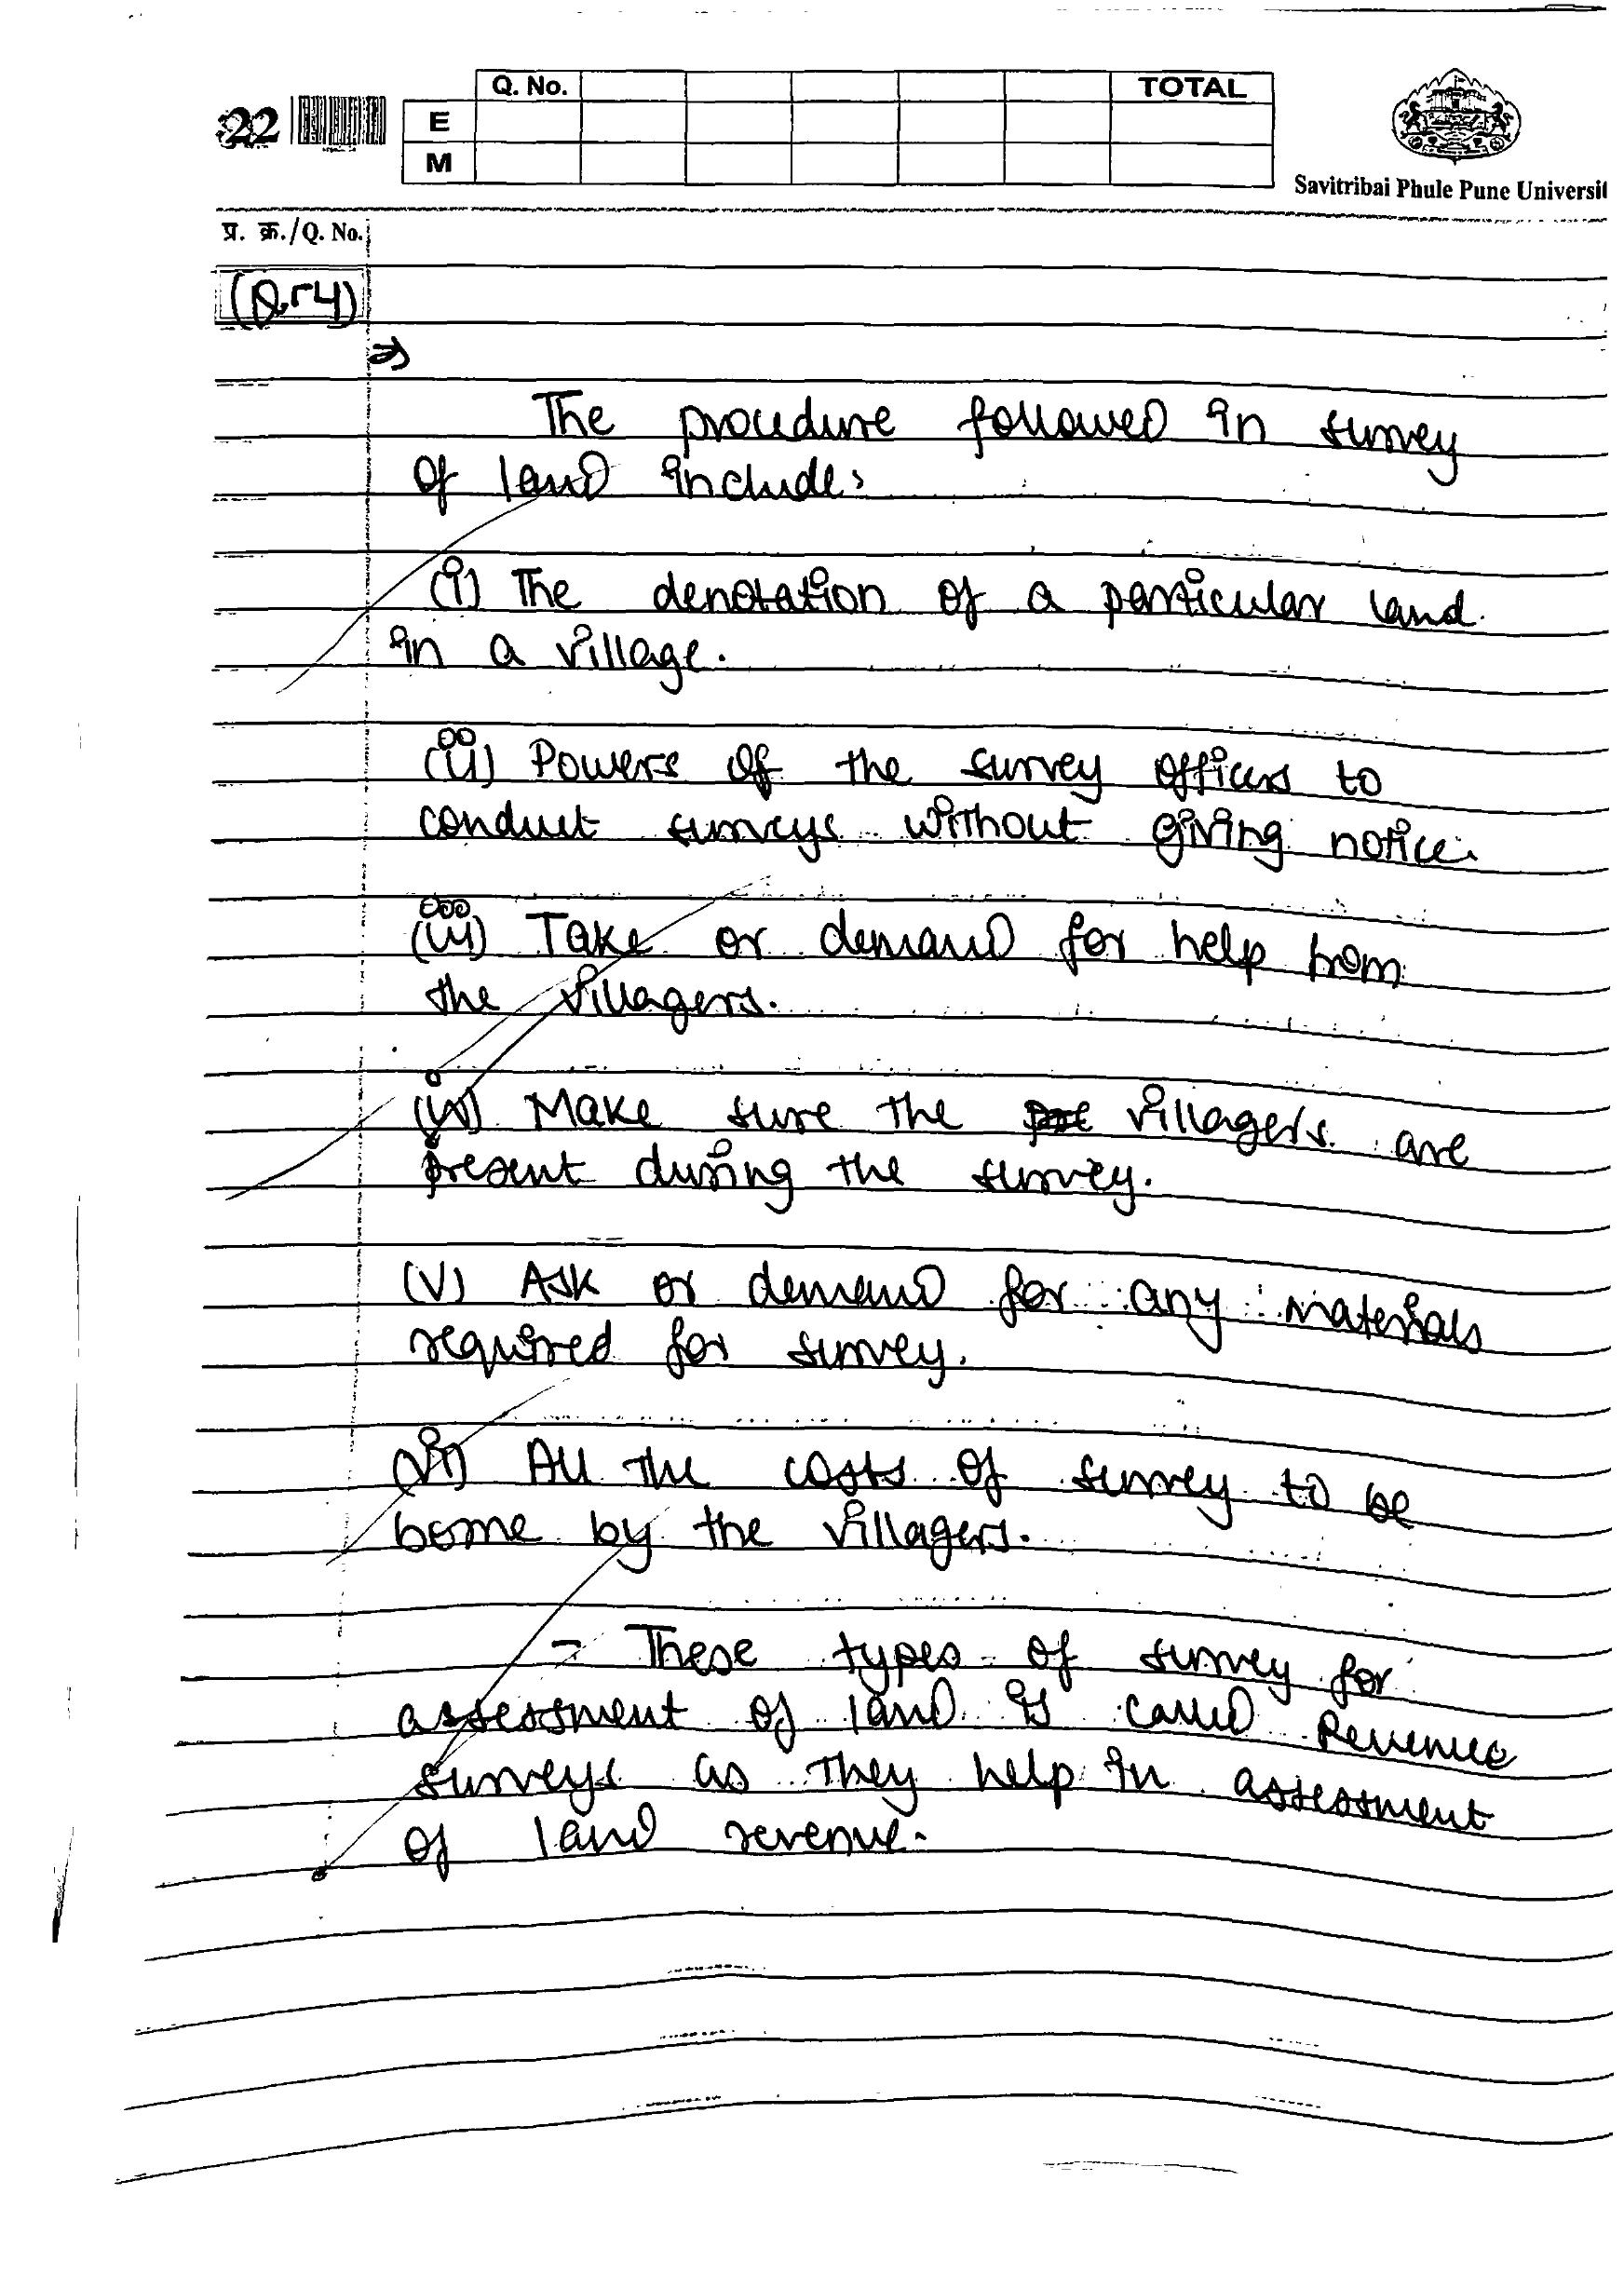 22
Q. No. TOTAL
E
M
Savitribai Phule Pune Universit
प्र. क्र./Q. No.
(Q.r4)
⇒
The procedure followed in survey
of land include:
(i) The denotation of a particular land
in a village.
(ii) Powers of the survey officers to
conduct surveys without giving notice.
(iii) Take or demand for help from
the villagers.
(iv) Make sure the villagers are
present during the survey.
(v) Ask or demand for any materials
required for survey.
(vi) All the costs of survey to be
borne by the villagers.
- These types of survey for
assessment of land is called Revenue
surveys as they help in assessment
of land revenue.